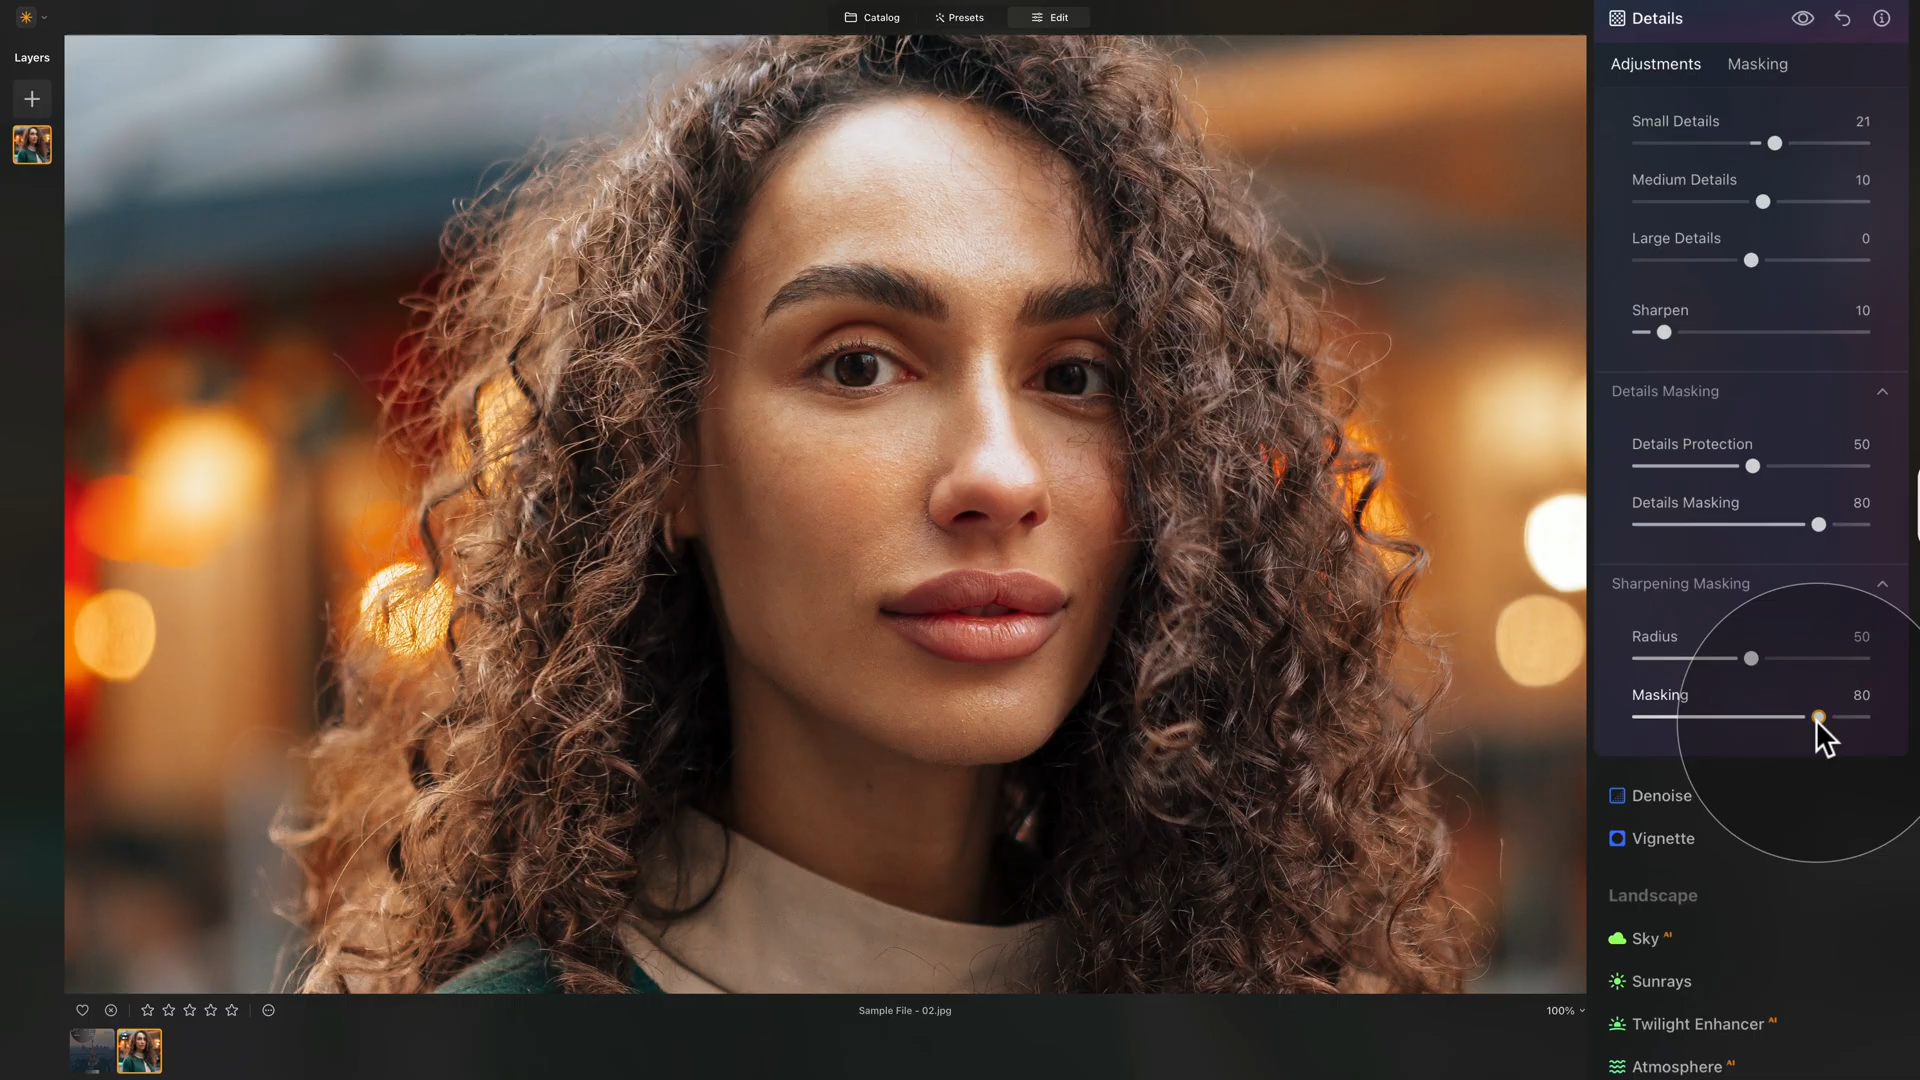 Catalog
Presets
Edit
Layers
Details
Adjustments Masking
Small Details 21
Medium Details 10
Large Details 0
Sharpen 10
Details Masking
Details Protection 50
Details Masking 80
Sharpening Masking
Radius 50
Masking 80
Denoise
Vignette
Landscape
Sky AI
Sunrays
Twilight Enhancer AI
Atmosphere AI
Sample File - 02.jpg
100%